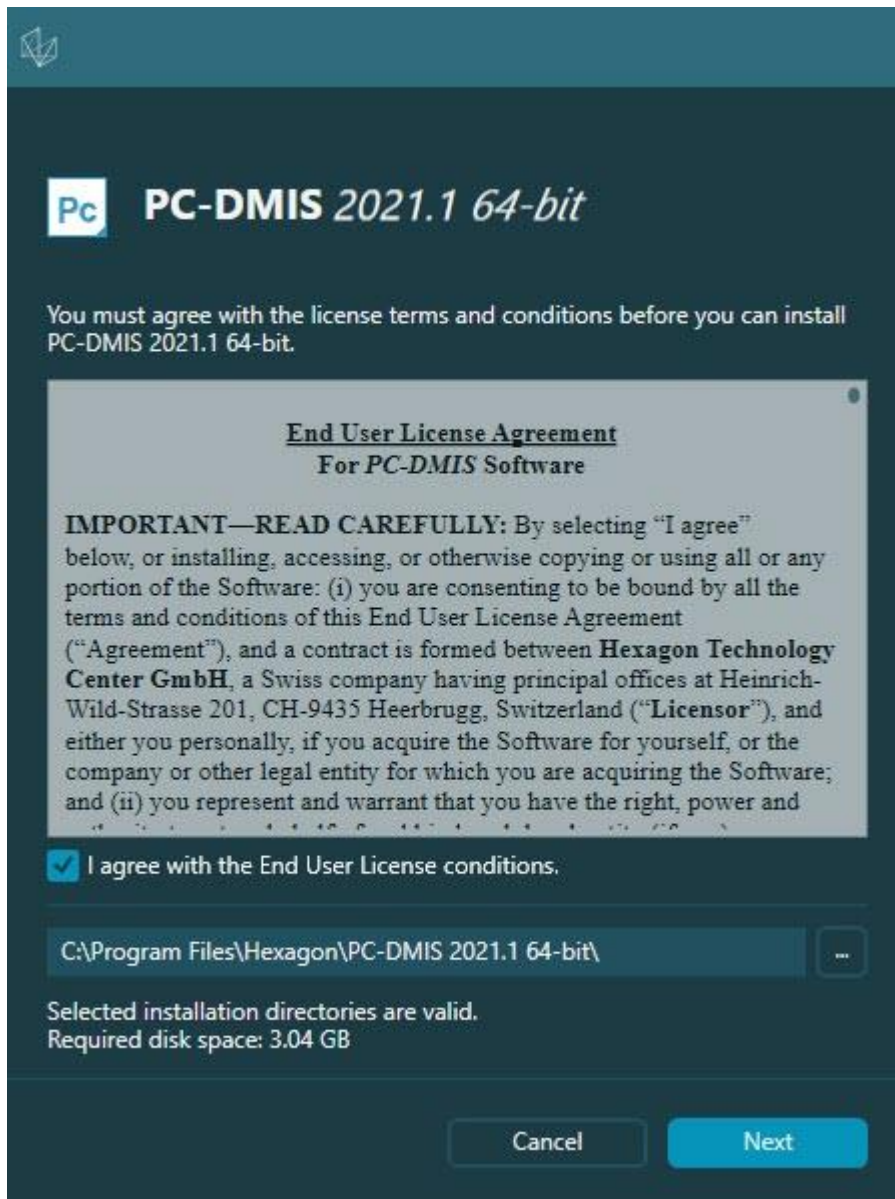 Pc
PC-DMIS 2021.1 64-bit
You must agree with the license terms and conditions before you can install
PC-DMIS 2021.1 64-bit.
End User License Agreement
For PC-DMIS Software
IMPORTANT—READ CAREFULLY: By selecting “I agree”
below, or installing, accessing, or otherwise copying or using all or any
portion of the Software: (i) you are consenting to be bound by all the
terms and conditions of this End User License Agreement
(“Agreement”), and a contract is formed between Hexagon Technology
Center GmbH, a Swiss company having principal offices at Heinrich-
Wild-Strasse 201, CH-9435 Heerbrugg, Switzerland (“Licensor”), and
either you personally, if you acquire the Software for yourself, or the
company or other legal entity for which you are acquiring the Software;
and (ii) you represent and warrant that you have the right, power and
I agree with the End User License conditions.
C:\Program Files\Hexagon\PC-DMIS 2021.1 64-bit\
...
Selected installation directories are valid.
Required disk space: 3.04 GB
Cancel
Next